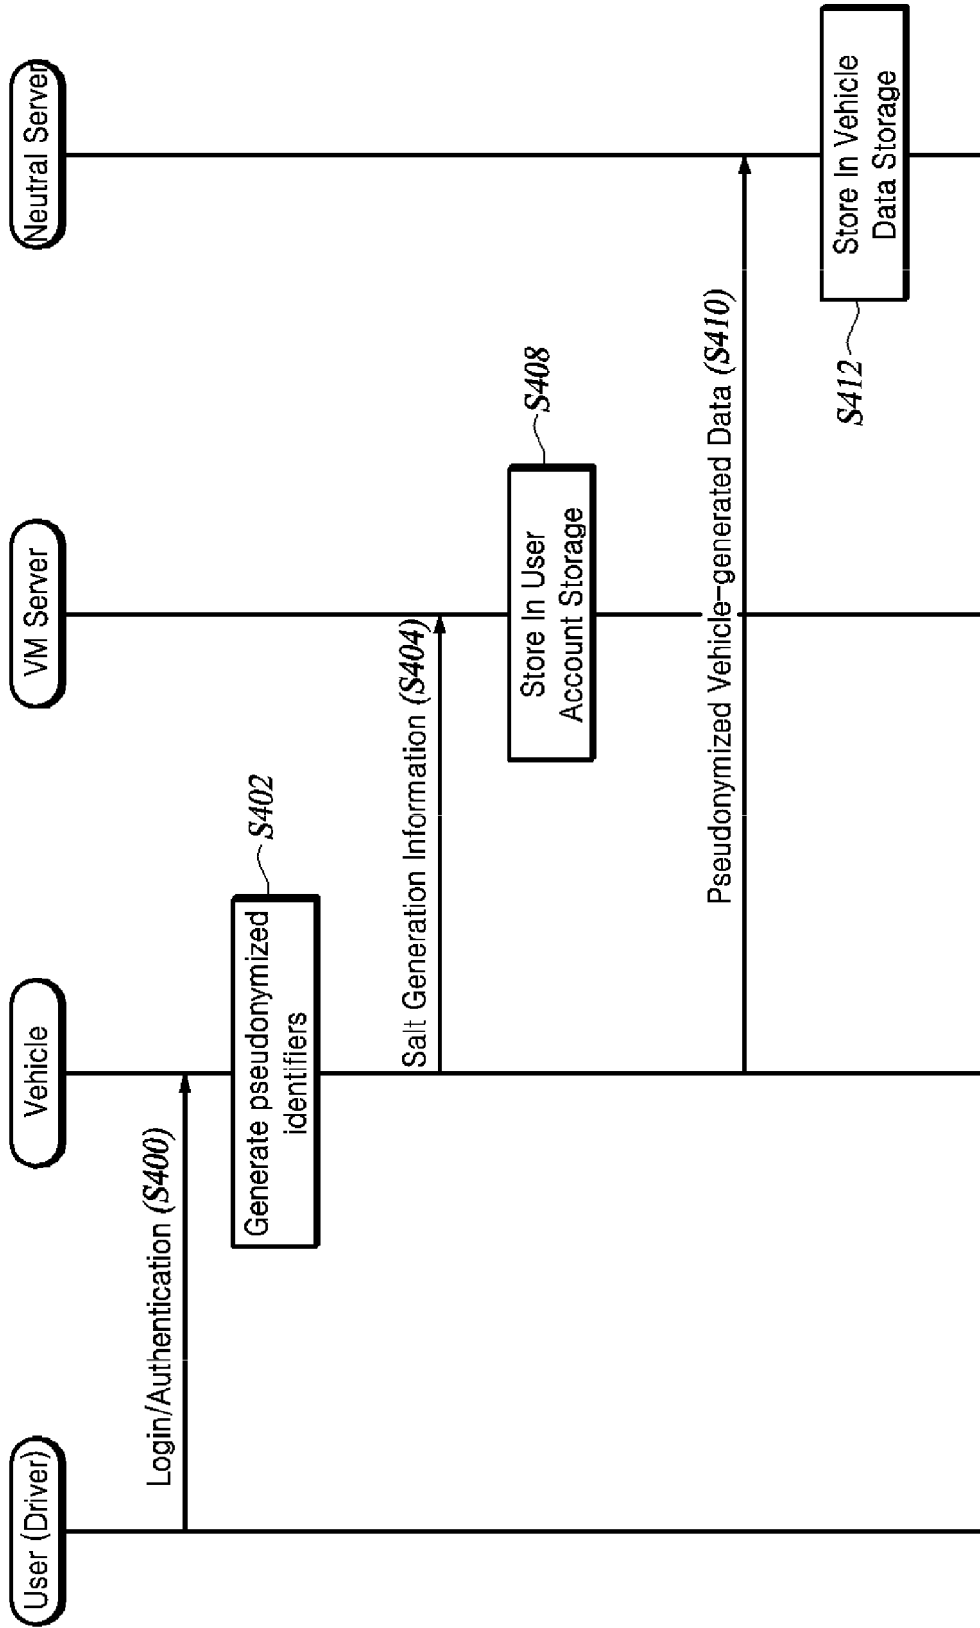 User (Driver)
Vehicle
VM Server
Neutral Server
Login/Authentication (S400)
Generate pseudonymized
identifiers
S402
Salt Generation Information (S404)
Store In User
Account Storage
S408
Pseudonymized Vehicle-generated Data (S410)
Store In Vehicle
Data Storage
S412